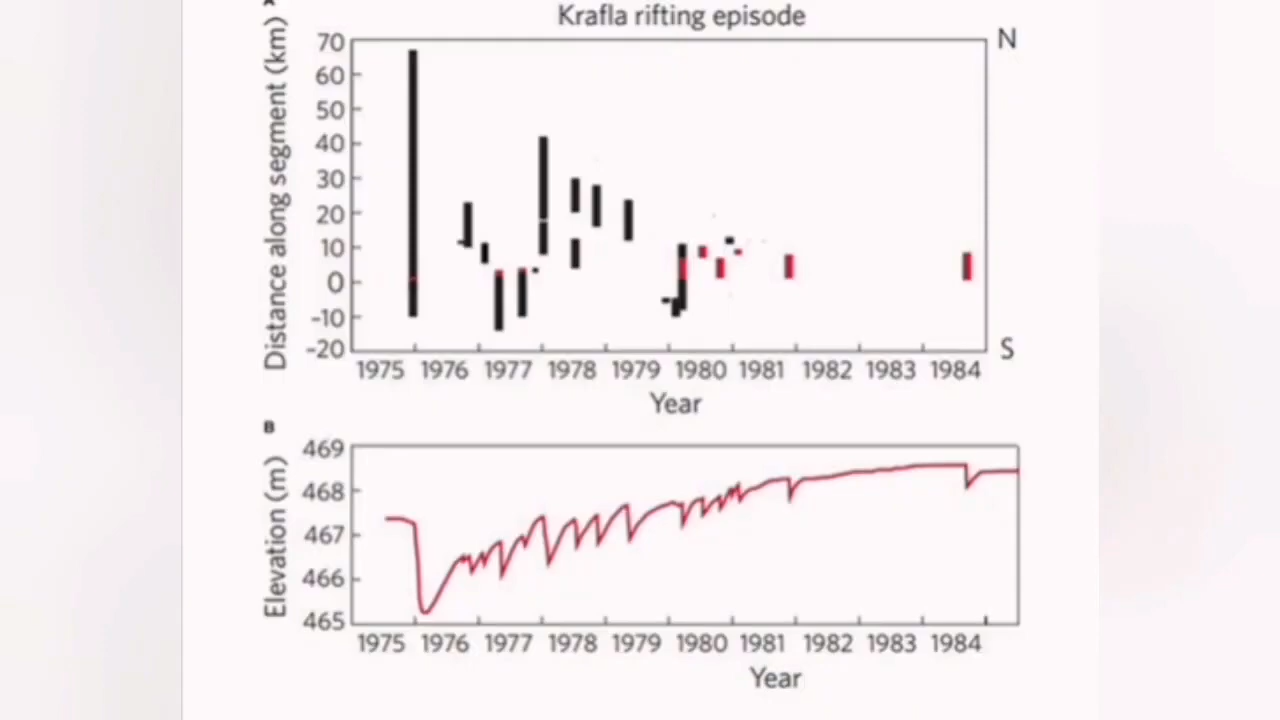 A
Krafla rifting episode
Distance along segment (km)
70
60
50
40
30
20
10
0
-10
-20
N
S
1975 1976 1977 1978 1979 1980 1981 1982 1983 1984
Year
B
Elevation (m)
469
468
467
466
465
1975 1976 1977 1978 1979 1980 1981 1982 1983 1984
Year